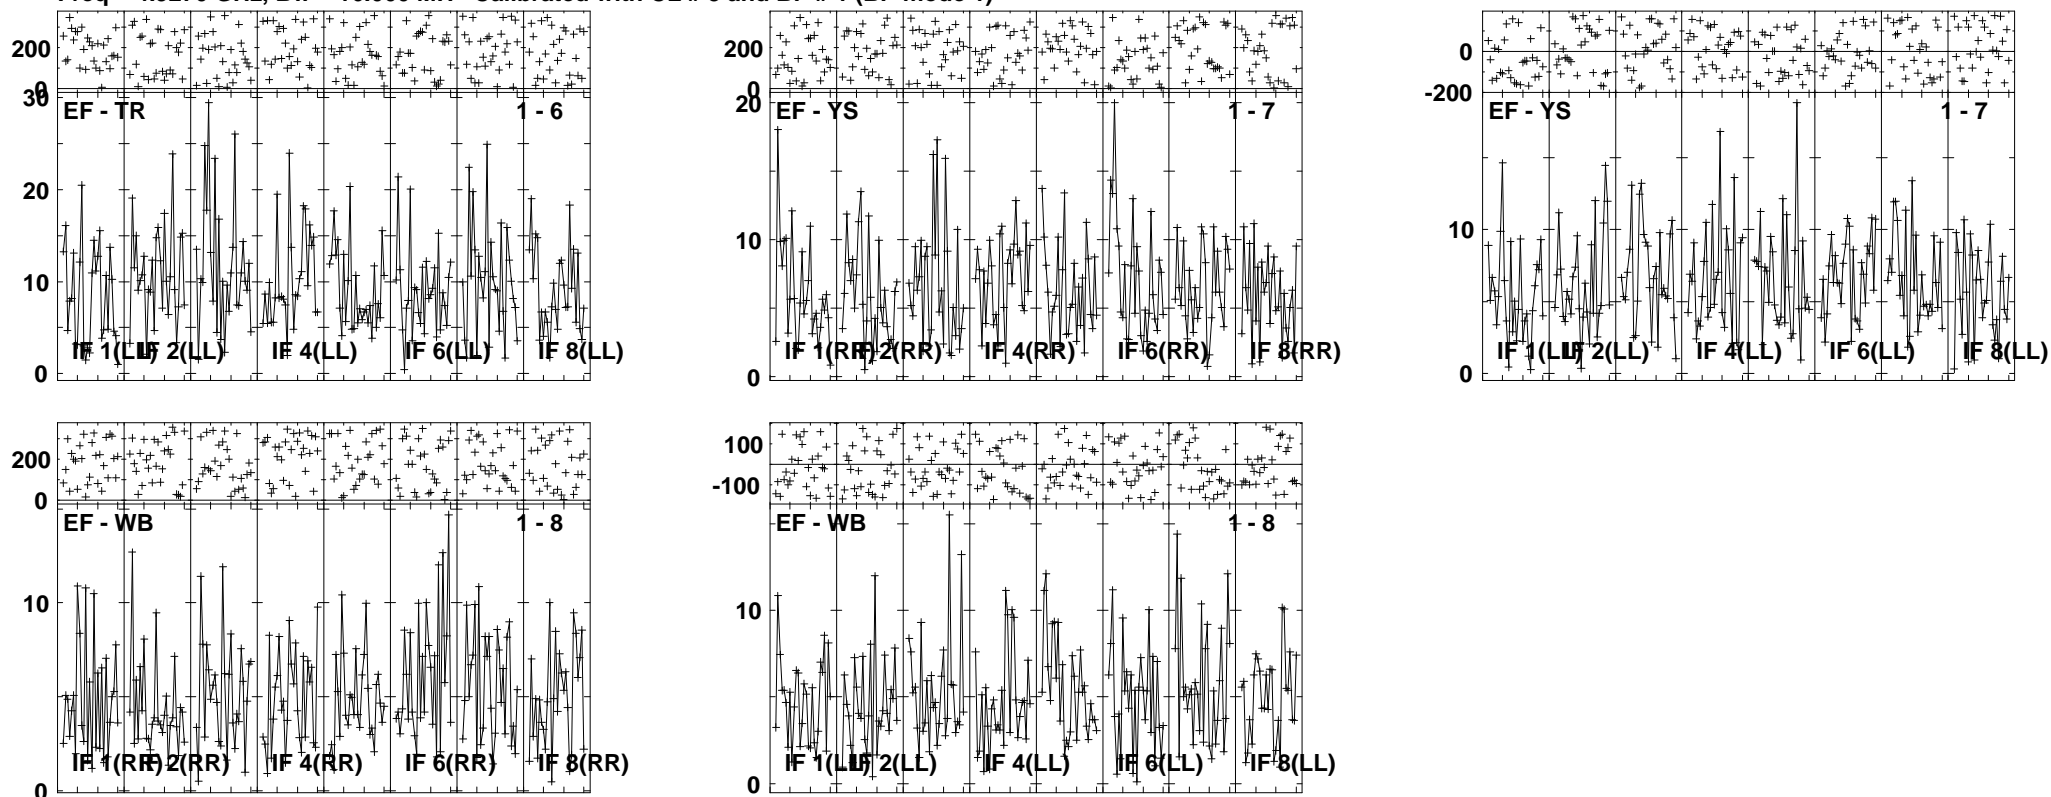 200
0
30
20
10
0
EF - TR
1 - 6
IF 1(LL)
IF 2(LL)
IF 4(LL)
IF 6(LL)
IF 8(LL)
200
0
20
10
0
EF - YS
1 - 7
IF 1(RR)
IF 2(RR)
IF 4(RR)
IF 6(RR)
IF 8(RR)
0
-200
10
0
EF - YS
1 - 7
IF 1(LL)
IF 2(LL)
IF 4(LL)
IF 6(LL)
IF 8(LL)
200
0
10
0
EF - WB
1 - 8
IF 1(RR)
IF 2(RR)
IF 4(RR)
IF 6(RR)
IF 8(RR)
100
-100
10
0
EF - WB
1 - 8
IF 1(LL)
IF 2(LL)
IF 4(LL)
IF 6(LL)
IF 8(LL)